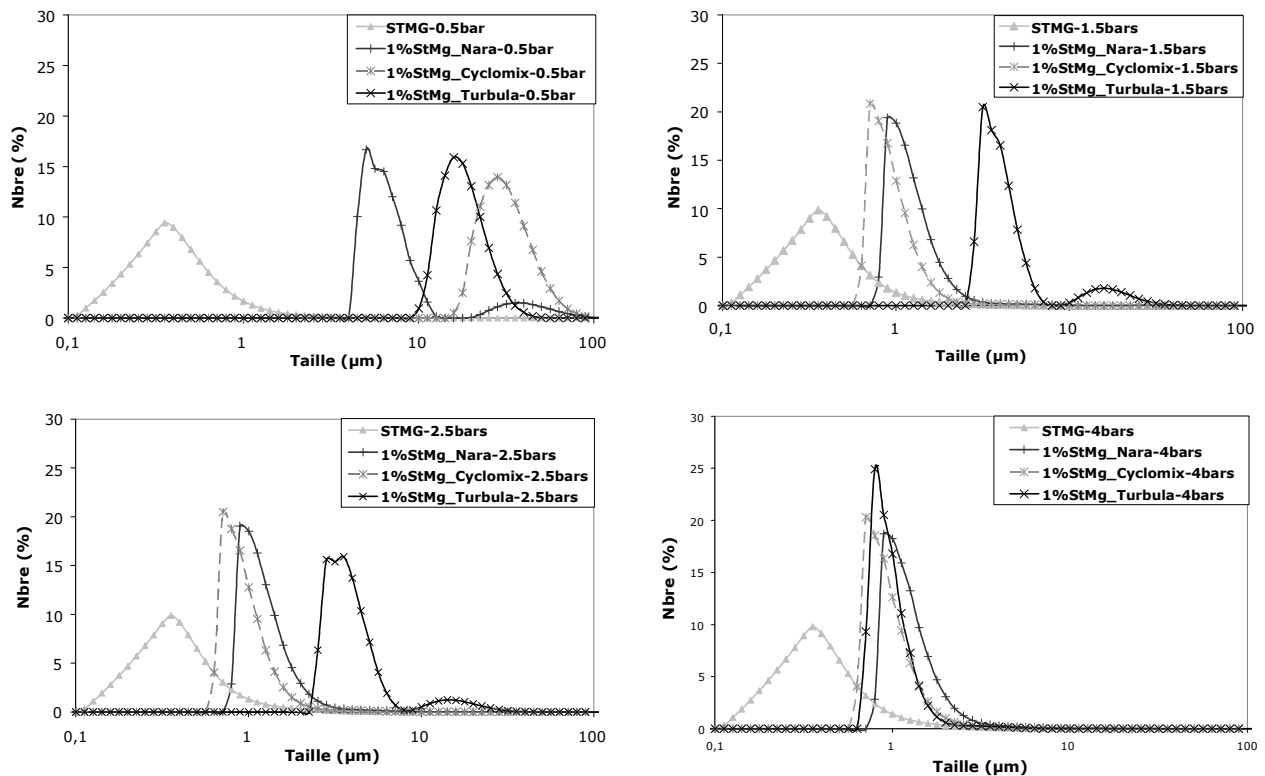 30
25
20
15
10
5
0
Nbre ( %)
0,1
1
10
100
Taille (µm)
STMG-0.5bar
1%StMg_Nara-0.5bar
1%StMg_Cyclomix-0.5bar
1%StMg_Turbula-0.5bar
30
25
20
15
10
5
0
Nbre (%)
0,1
1
10
100
Taille (µm)
STMG-1.5bars
1%StMg_Nara-1.5bars
1%StMg_Cyclomix-1.5bars
1%StMg_Turbula-1.5bars
30
25
20
15
10
5
0
Nbre (%)
0,1
1
10
100
Taille (µm)
STMG-2.5bars
1%StMg_Nara-2.5bars
1%StMg_Cyclomix-2.5bars
1%StMg_Turbula-2.5bars
30
25
20
15
10
5
0
Nbre (%)
0,1
1
10
100
Taille (µm)
STMG-4bars
1%StMg_Nara-4bars
1%StMg_Cyclomix-4bars
1%StMg_Turbula-4bars